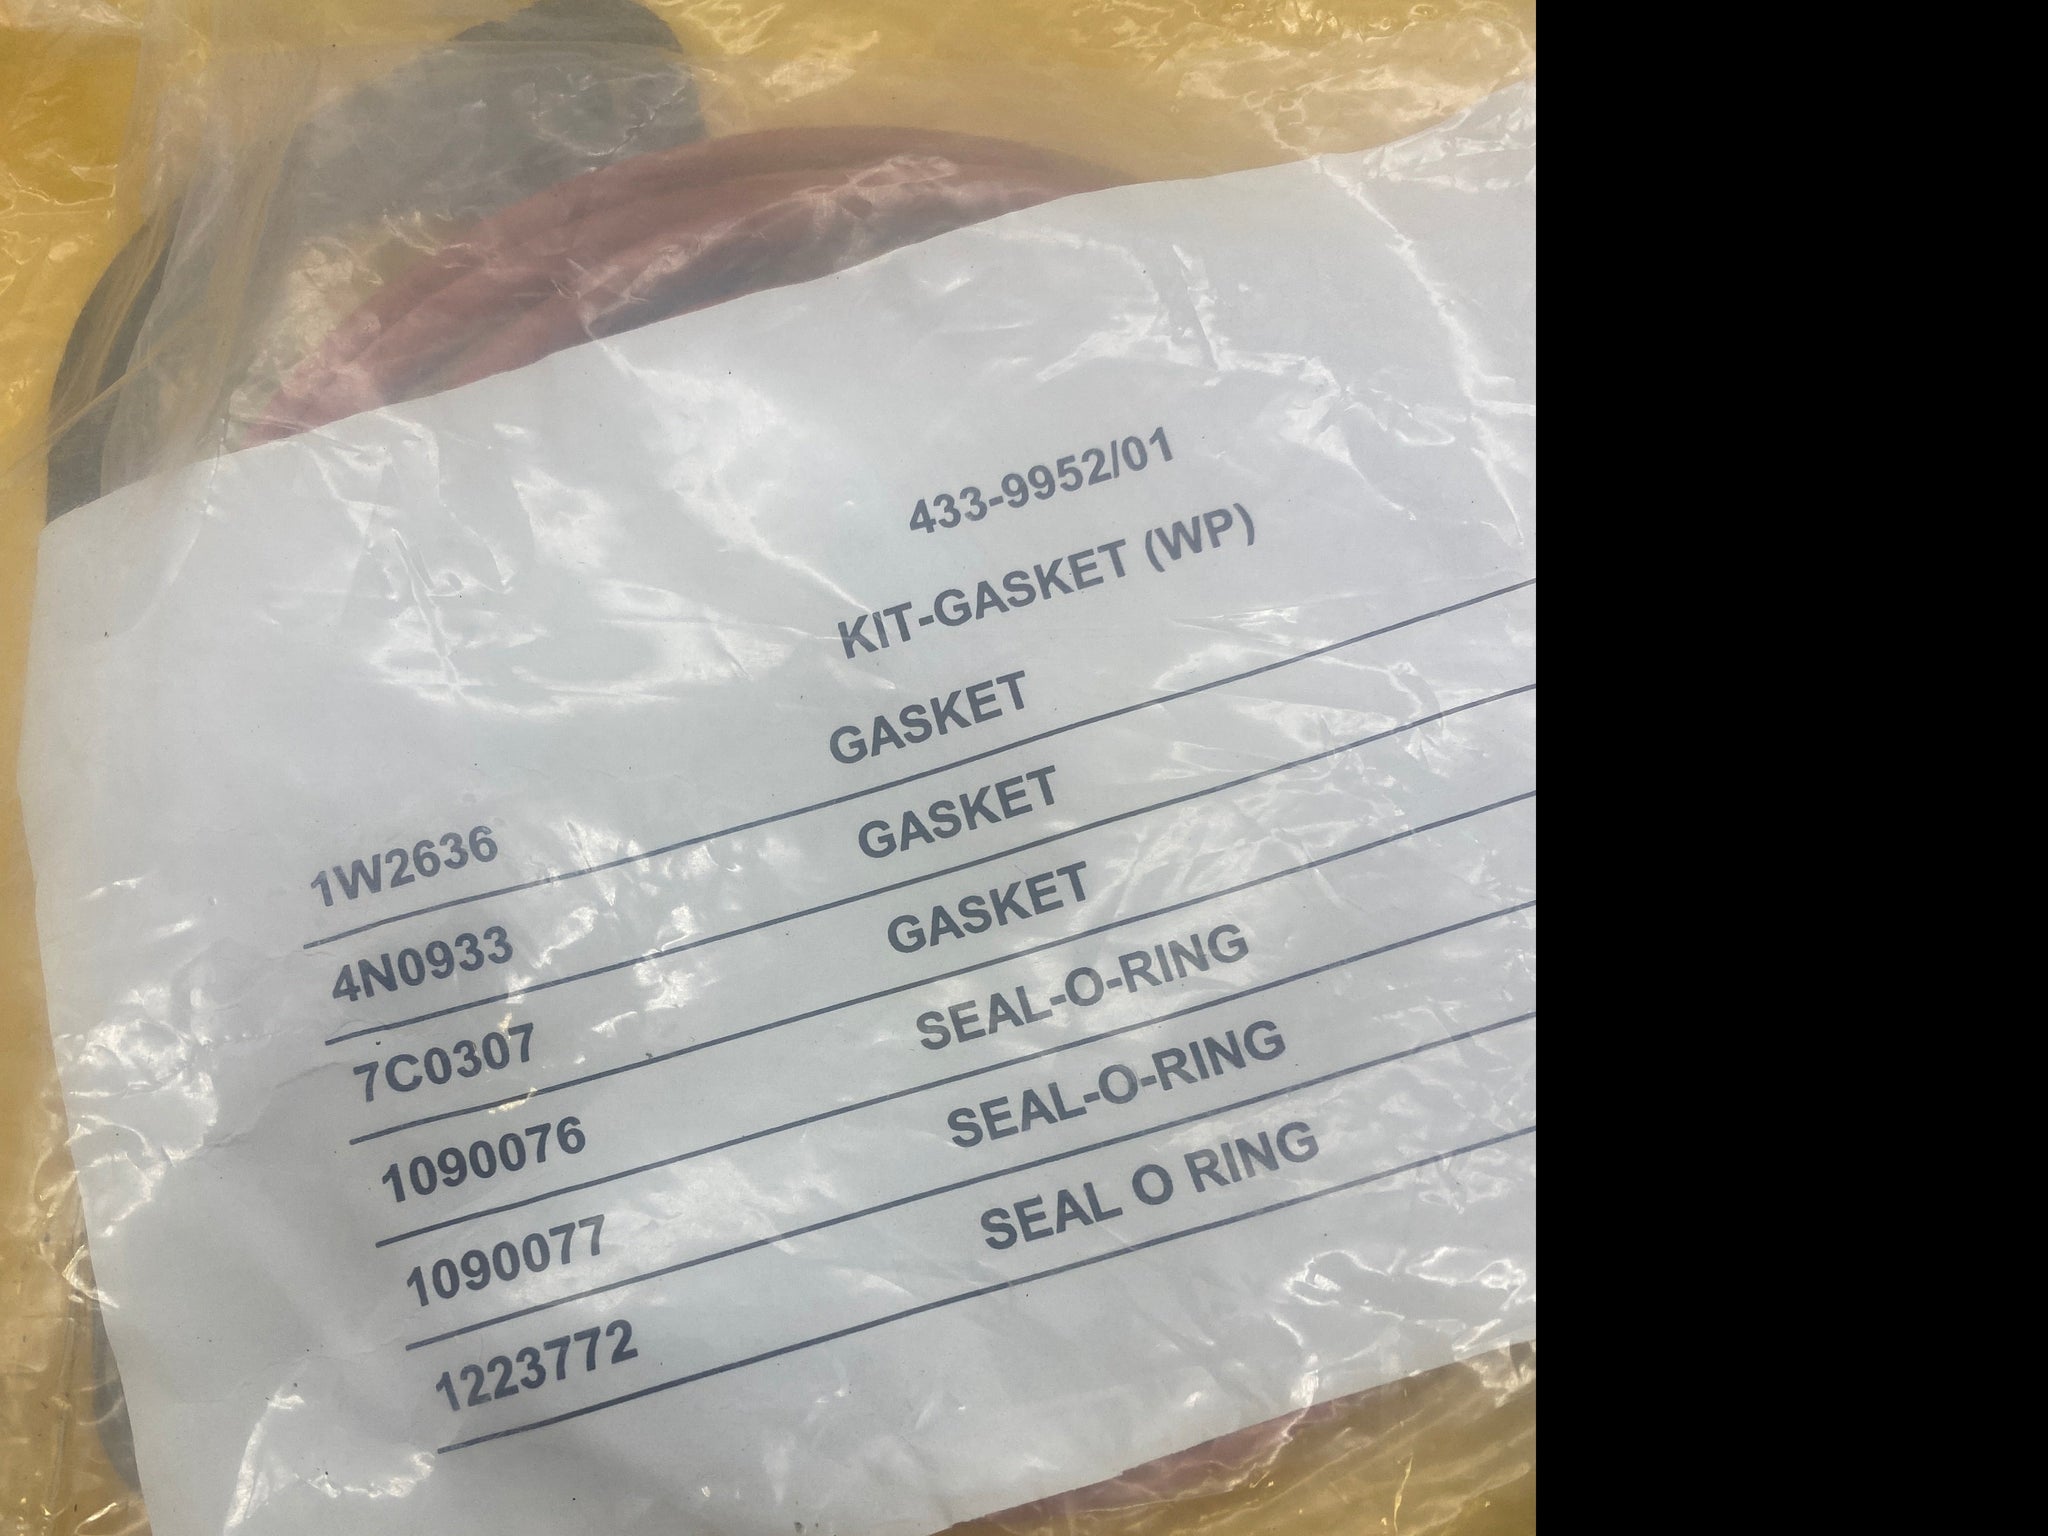 433-9952/01
KIT-GASKET (WP)
1W2636 GASKET
4N0933 GASKET
7C0307 GASKET
1090076 SEAL-O-RING
1090077 SEAL-O-RING
1223772 SEAL O RING